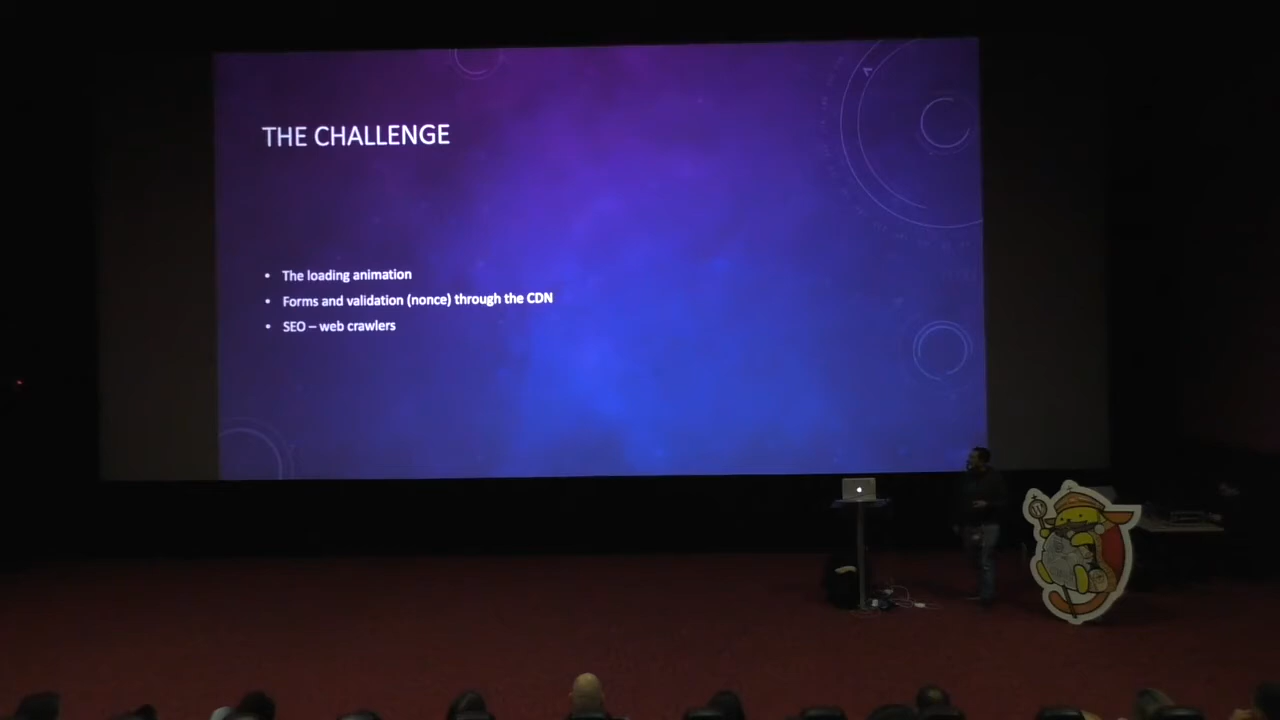 THE CHALLENGE
• The loading animation
• Forms and validation (nonce) through the CDN
• SEO – web crawlers